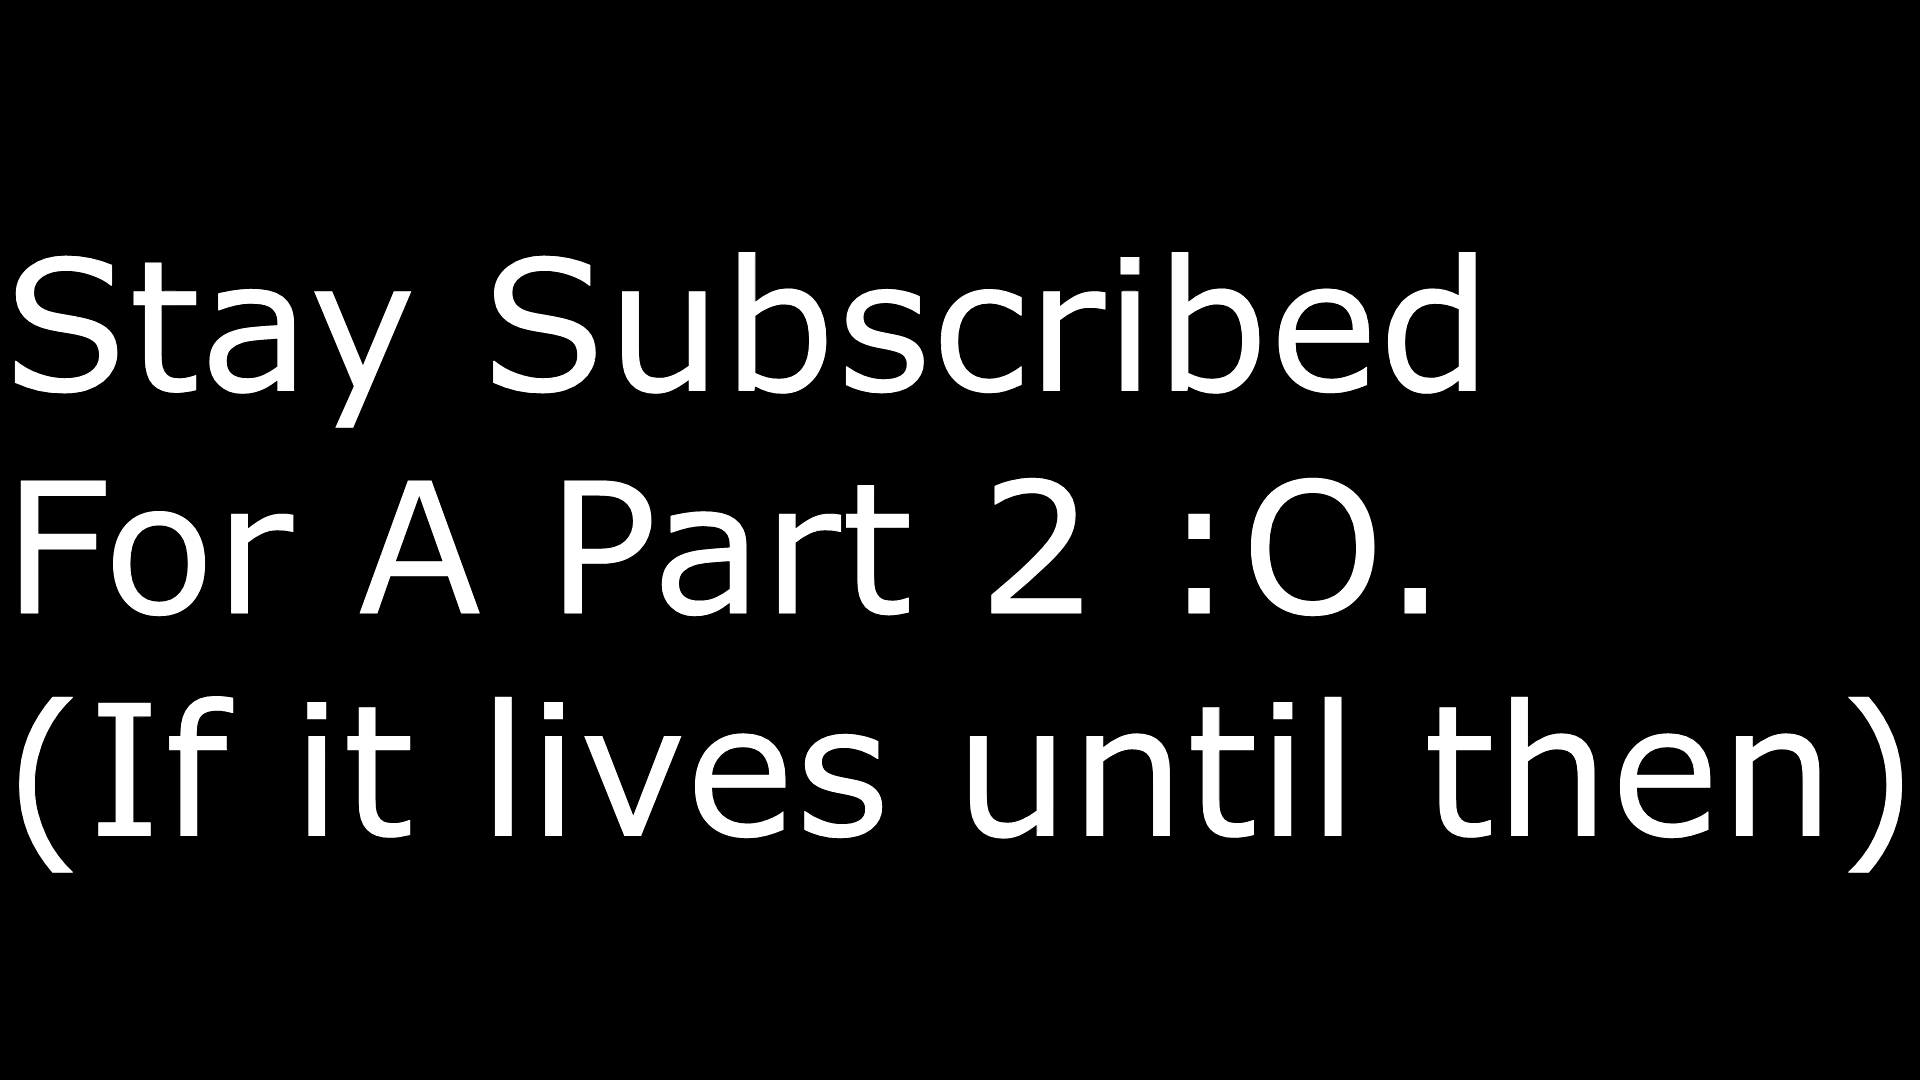 Stay Subscribed
For A Part 2 :O.
(If it lives until then)